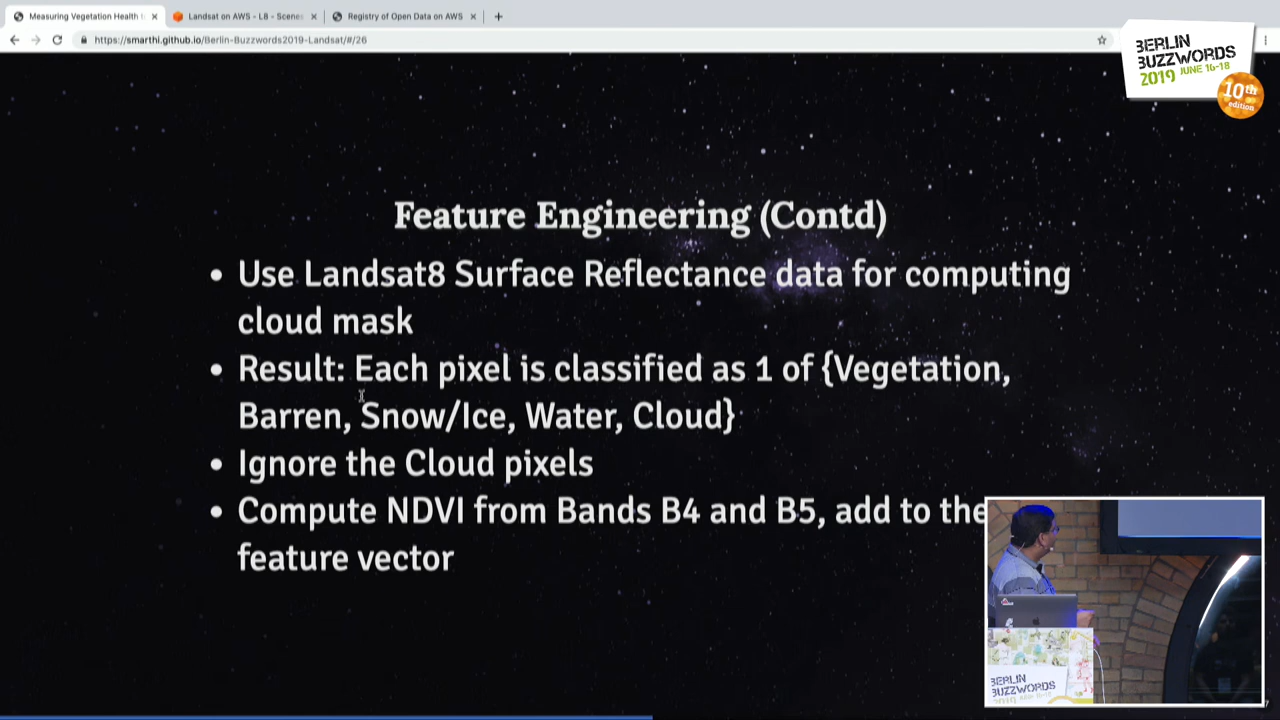 Measuring Vegetation Health t
Landsat on AWS - L8 - Scenes
Registry of Open Data on AWS
https://smarthi.github.io/Berlin-Buzzwords2019-Landsat/#/26
BERLIN
BUZZWORDS
2019 JUNE 16-18
10th
edition
Feature Engineering (Contd)
• Use Landsat8 Surface Reflectance data for computing
cloud mask
• Result: Each pixel is classified as 1 of {Vegetation,
Barren, Snow/Ice, Water, Cloud}
• Ignore the Cloud pixels
• Compute NDVI from Bands B4 and B5, add to the
feature vector
BERLIN
BUZZWORDS